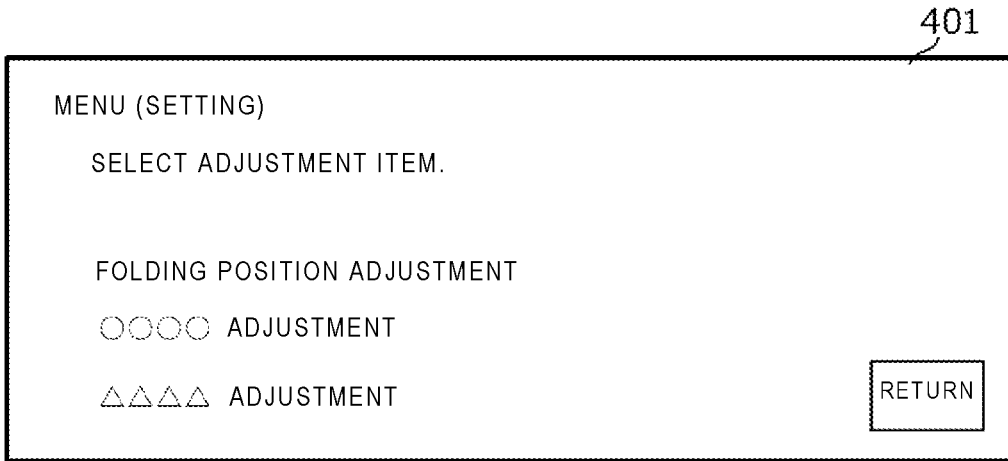 401
MENU (SETTING)
SELECT ADJUSTMENT ITEM.
FOLDING POSITION ADJUSTMENT
○○○○ ADJUSTMENT
△△△△ ADJUSTMENT
RETURN